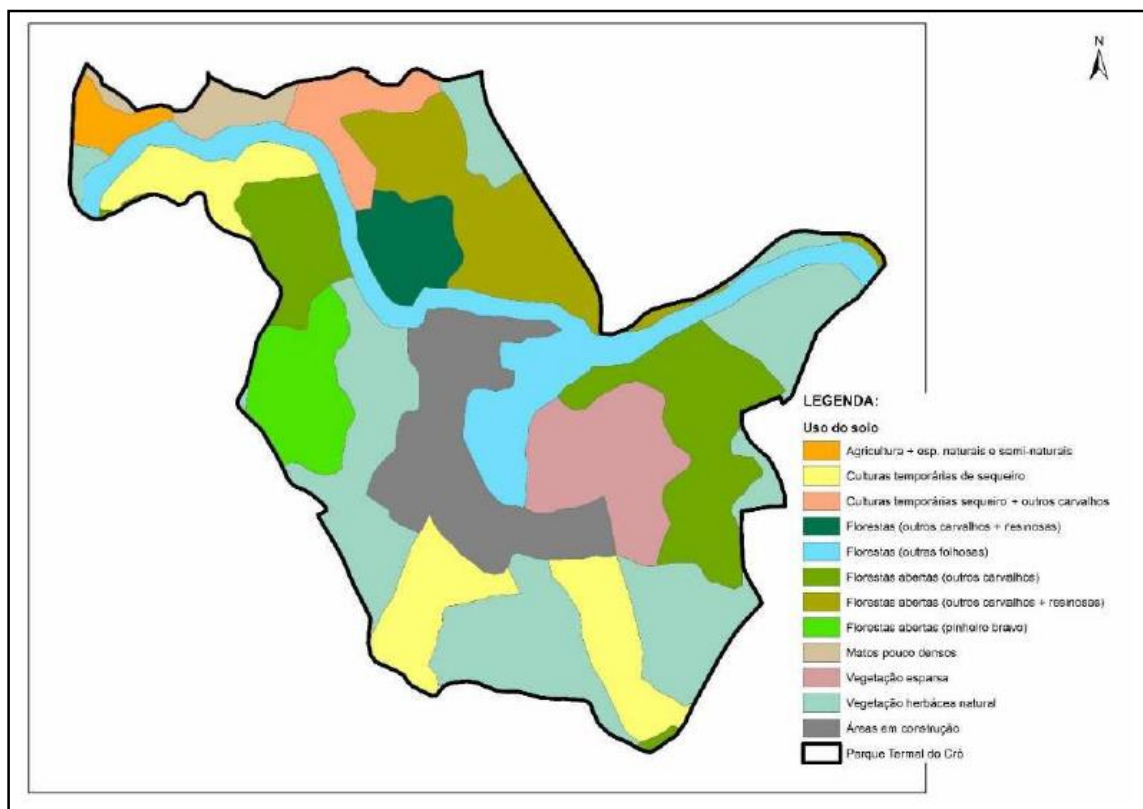 N
LEGENDA:
Uso do solo
Agricultura + esp. naturais e semi-naturais
Culturas temporárias de sequeiro
Culturas temporárias sequeiro + outros carvalhos
Florestas (outros carvalhos + resinosas)
Florestas (outras folhosas)
Florestas abertas (outros carvalhos)
Florestas abertas (outros carvalhos + resinosas)
Florestas abertas (pinheiro bravo)
Matos pouco densos
Vegetação esparsa
Vegetação herbácea natural
Áreas em construção
Parque Termal do Cró